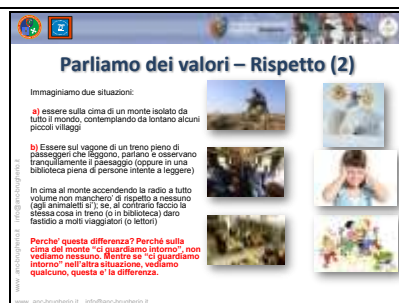 Parliamo dei valori – Rispetto (2)
Immaginiamo due situazioni:
a) essere sulla cima di un monte isolato da
tutto il mondo, contemplando da lontano alcuni
piccoli villaggi
b) Essere sul vagone di un treno pieno di
passeggeri che leggono, parlano e osservano
tranquillamente il paesaggio (oppure in una
biblioteca piena di persone intente a leggere)
In cima al monte accendendo la radio a tutto
volume non manchero' di rispetto a nessuno
(agli animaletti si'); se, al contrario faccio la
stessa cosa in treno (o in biblioteca) daro
fastidio a molti viaggiatori (o lettori)
Perche' questa differenza? Perché sulla
cima del monte "ci guardiamo intorno", non
vediamo nessuno. Mentre se "ci guardiamo
intorno" nell'altra situazione, vediamo
qualcuno, questa e' la differenza.
www. anc-brugherio.it info@anc-brugherio.it
www. anc-brugherio.it info@anc-brugherio.it